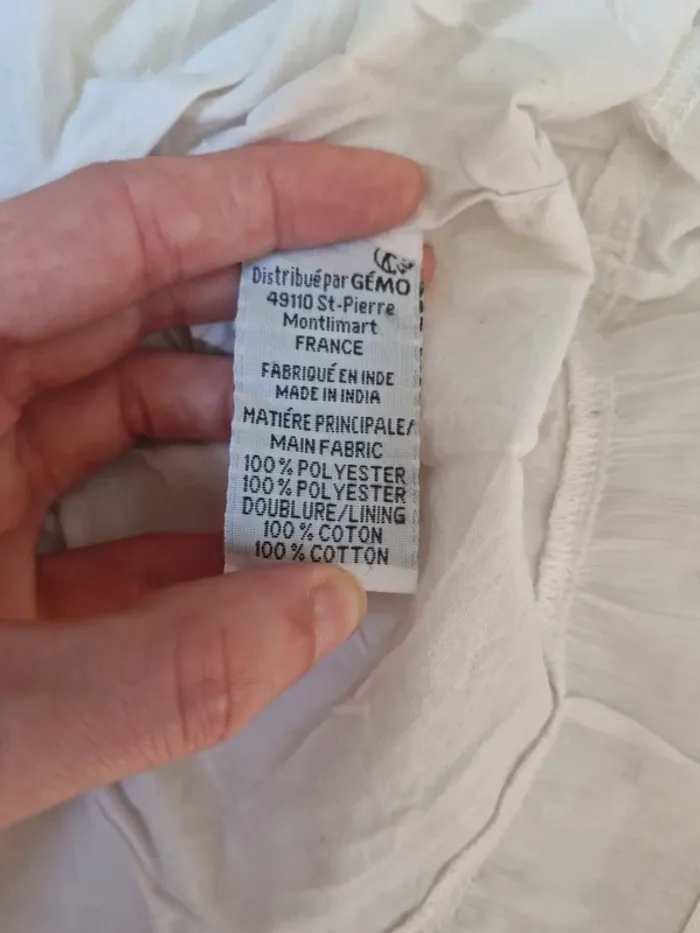 Distribué par GÉMO
49110 St-Pierre
Montlimart
FRANCE
FABRIQUÉ EN INDE
MADE IN INDIA
MATIÉRE PRINCIPALE/
MAIN FABRIC
100% POLYESTER
100% POLYESTER
DOUBLURE/LINING
100% COTON
100% COTTON